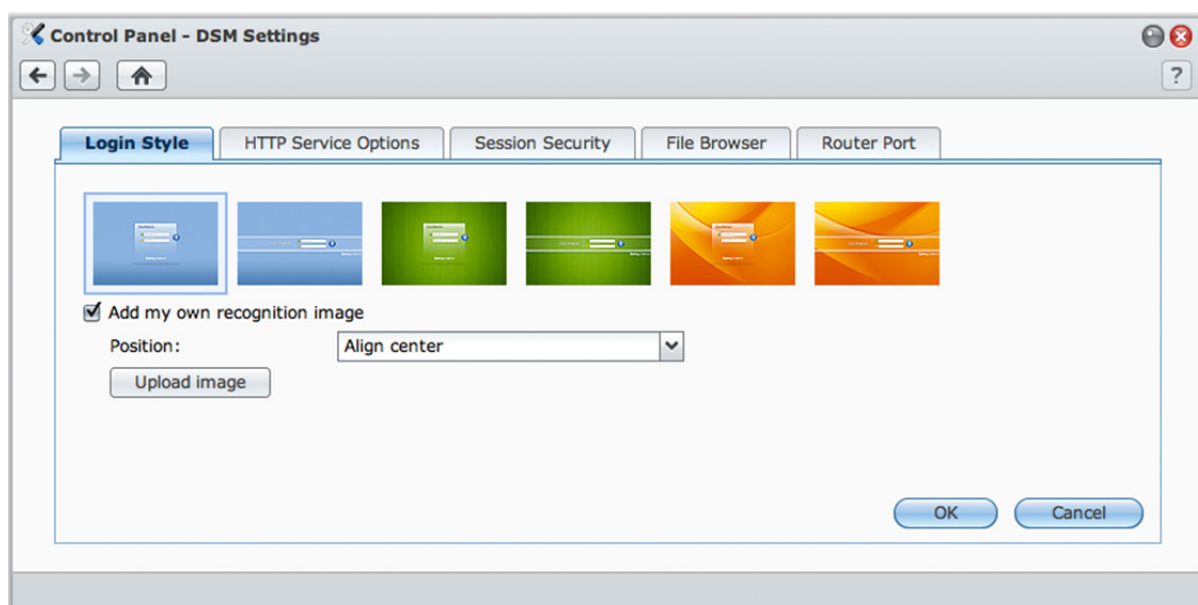 Control Panel - DSM Settings
?
Login Style
HTTP Service Options
Session Security
File Browser
Router Port
Add my own recognition image
Position:
Align center
Upload image
OK
Cancel